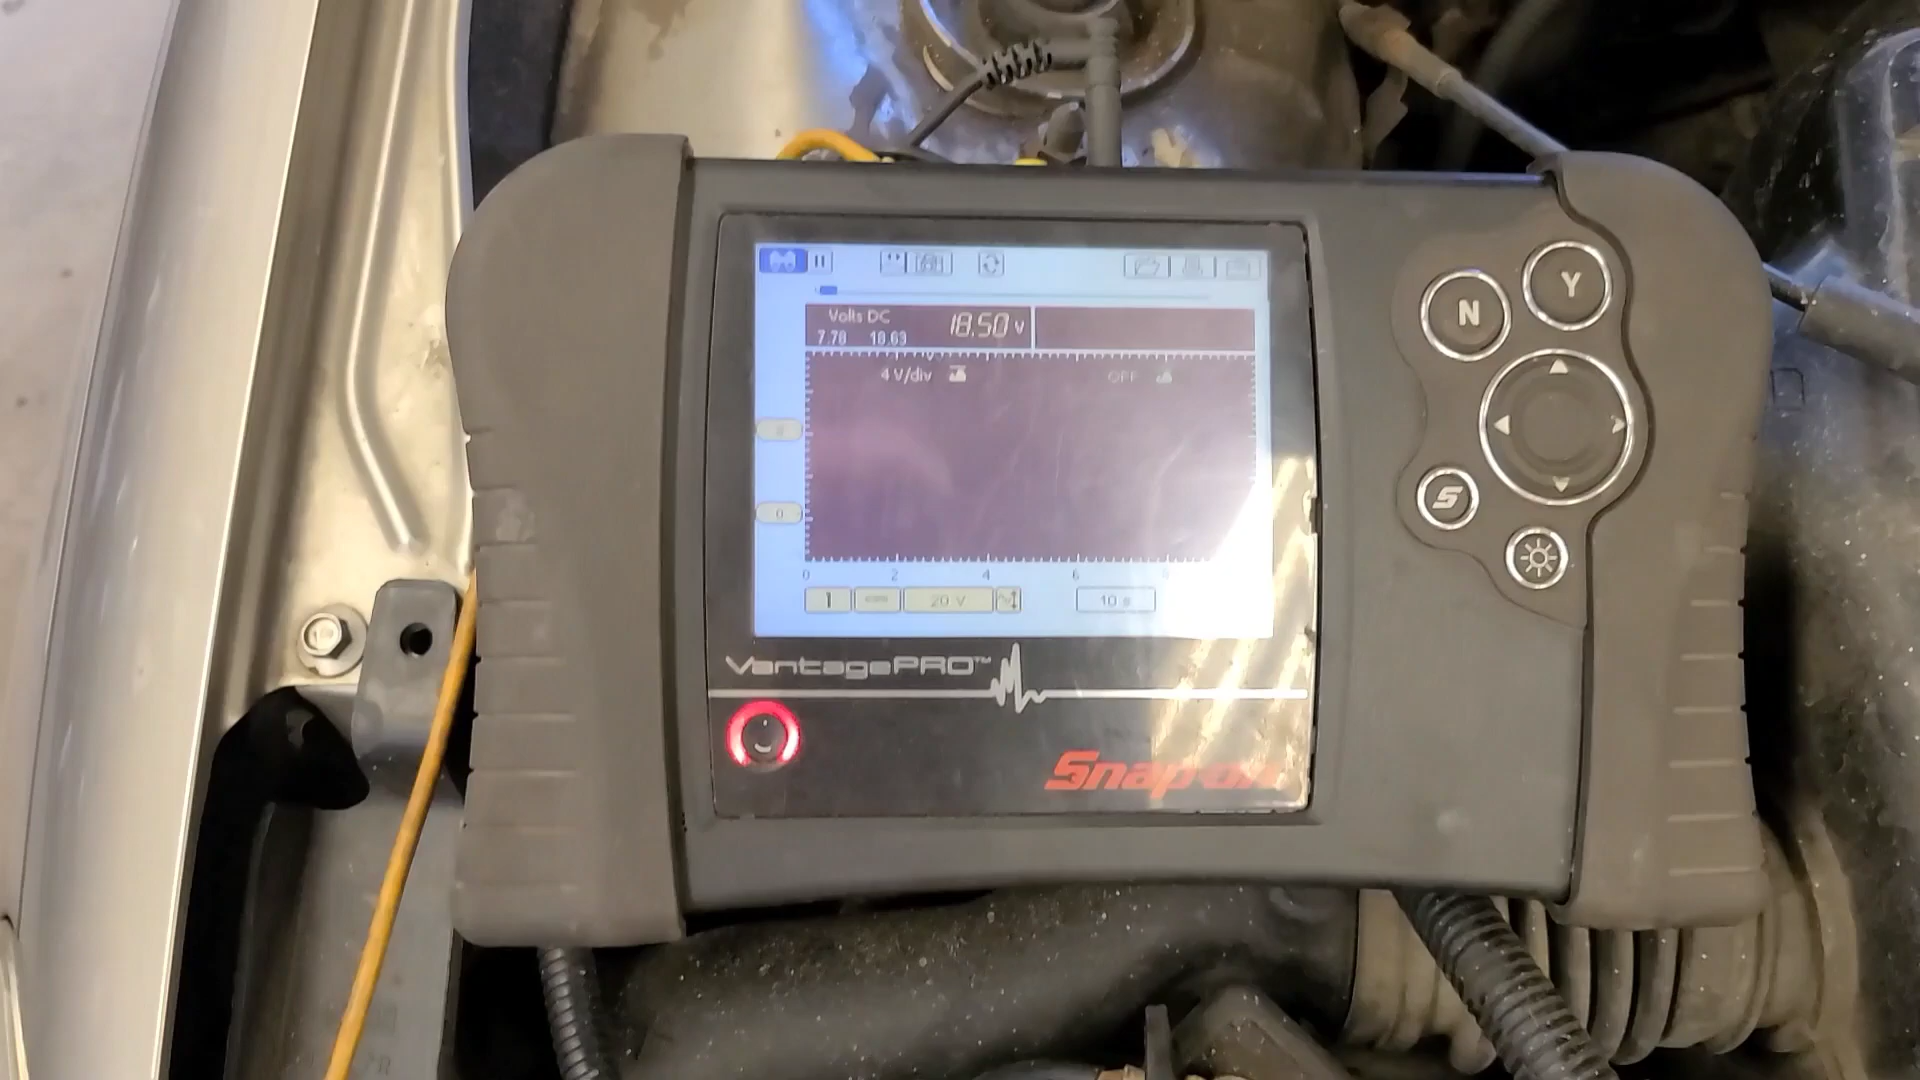 Volts DC 18.50 V
7.78 18.63
4 V/div OFF
0
0 2 4 6
1 20 V 10 s
VantagePRO™
Snap-on
N
Y
S